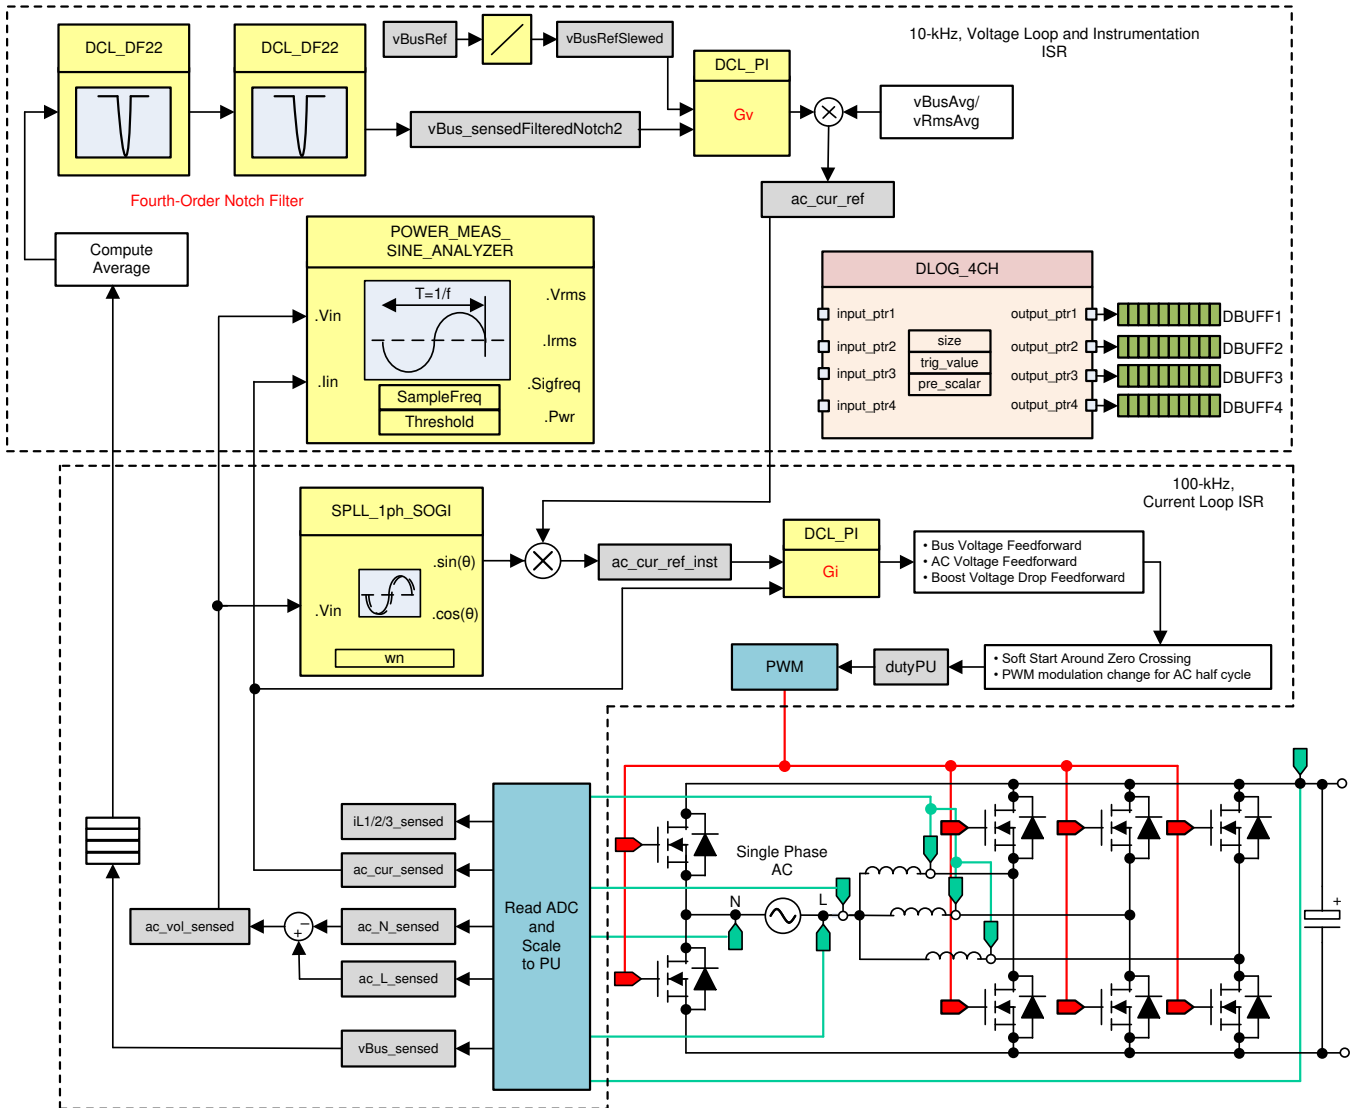 DCL_DF22
DCL_DF22
vBusRef
vBusRefSlewed
10-kHz, Voltage Loop and Instrumentation
ISR
DCL_PI
Gv
vBusAvg/
vRmsAvg
vBus_sensedFilteredNotch2
Fourth-Order Notch Filter
ac_cur_ref
Compute
Average
POWER_MEAS_
SINE_ANALYZER
T=1/f
.Vin
.Iin
.Vrms
.Irms
.Sigfreq
.Pwr
SampleFreq
Threshold
DLOG_4CH
input_ptr1
input_ptr2
input_ptr3
input_ptr4
size
trig_value
pre_scalar
output_ptr1
output_ptr2
output_ptr3
output_ptr4
DBUFF1
DBUFF2
DBUFF3
DBUFF4
100-kHz,
Current Loop ISR
SPLL_1ph_SOGI
.Vin
.sin(θ)
.cos(θ)
wn
ac_cur_ref_inst
DCL_PI
Gi
• Bus Voltage Feedforward
• AC Voltage Feedforward
• Boost Voltage Drop Feedforward
• Soft Start Around Zero Crossing
• PWM modulation change for AC half cycle
dutyPU
PWM
iL1/2/3_sensed
ac_cur_sensed
ac_N_sensed
ac_L_sensed
vBus_sensed
ac_vol_sensed
−
+
Read ADC
and
Scale
to PU
Single Phase
AC
N
L
+